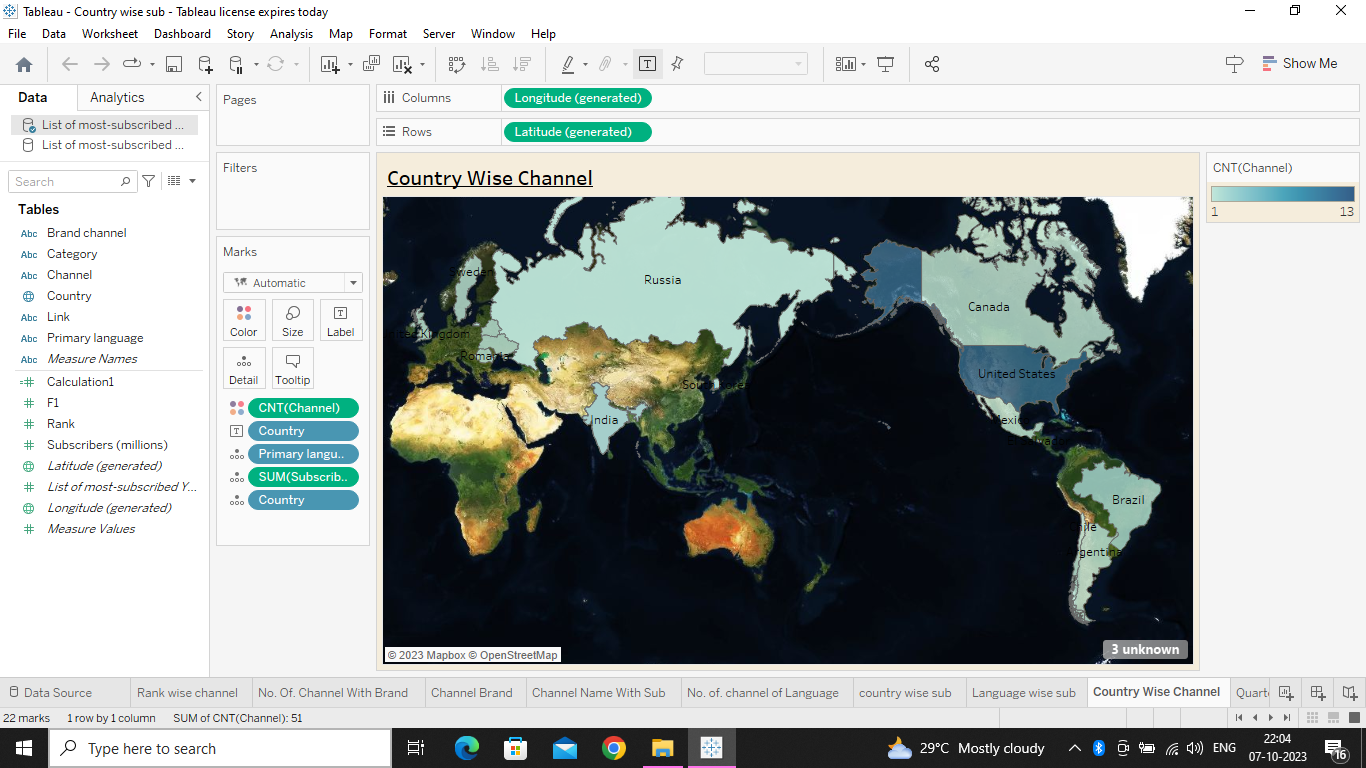 Tableau - Country wise sub - Tableau license expires today
File Data Worksheet Dashboard Story Analysis Map Format Server Window Help
Show Me
Data Analytics
List of most-subscribed ...
List of most-subscribed ...
Search
Tables
Abc Brand channel
Abc Category
Abc Channel
Country
Abc Link
Abc Primary language
Abc Measure Names
Calculation1
F1
Rank
Subscribers (millions)
Latitude (generated)
List of most-subscribed Y...
Longitude (generated)
Measure Values
Pages
Filters
Marks
Automatic
Color Size Label
Detail Tooltip
CNT(Channel)
Country
Primary langu..
SUM(Subscrib..
Country
Columns Longitude (generated)
Rows Latitude (generated)
Country Wise Channel
Sweden
Russia
Canada
Kingdom
Romania
United States
South
India
Brazil
Argentina
© 2023 Mapbox © OpenStreetMap
3 unknown
CNT(Channel)
1 13
Data Source Rank wise channel No. Of. Channel With Brand Channel Brand Channel Name With Sub No. of. channel of Language country wise sub Language wise sub Country Wise Channel Quart
22 marks 1 row by 1 column SUM of CNT(Channel): 51
Type here to search
29°C Mostly cloudy
ENG
22:04
07-10-2023
16